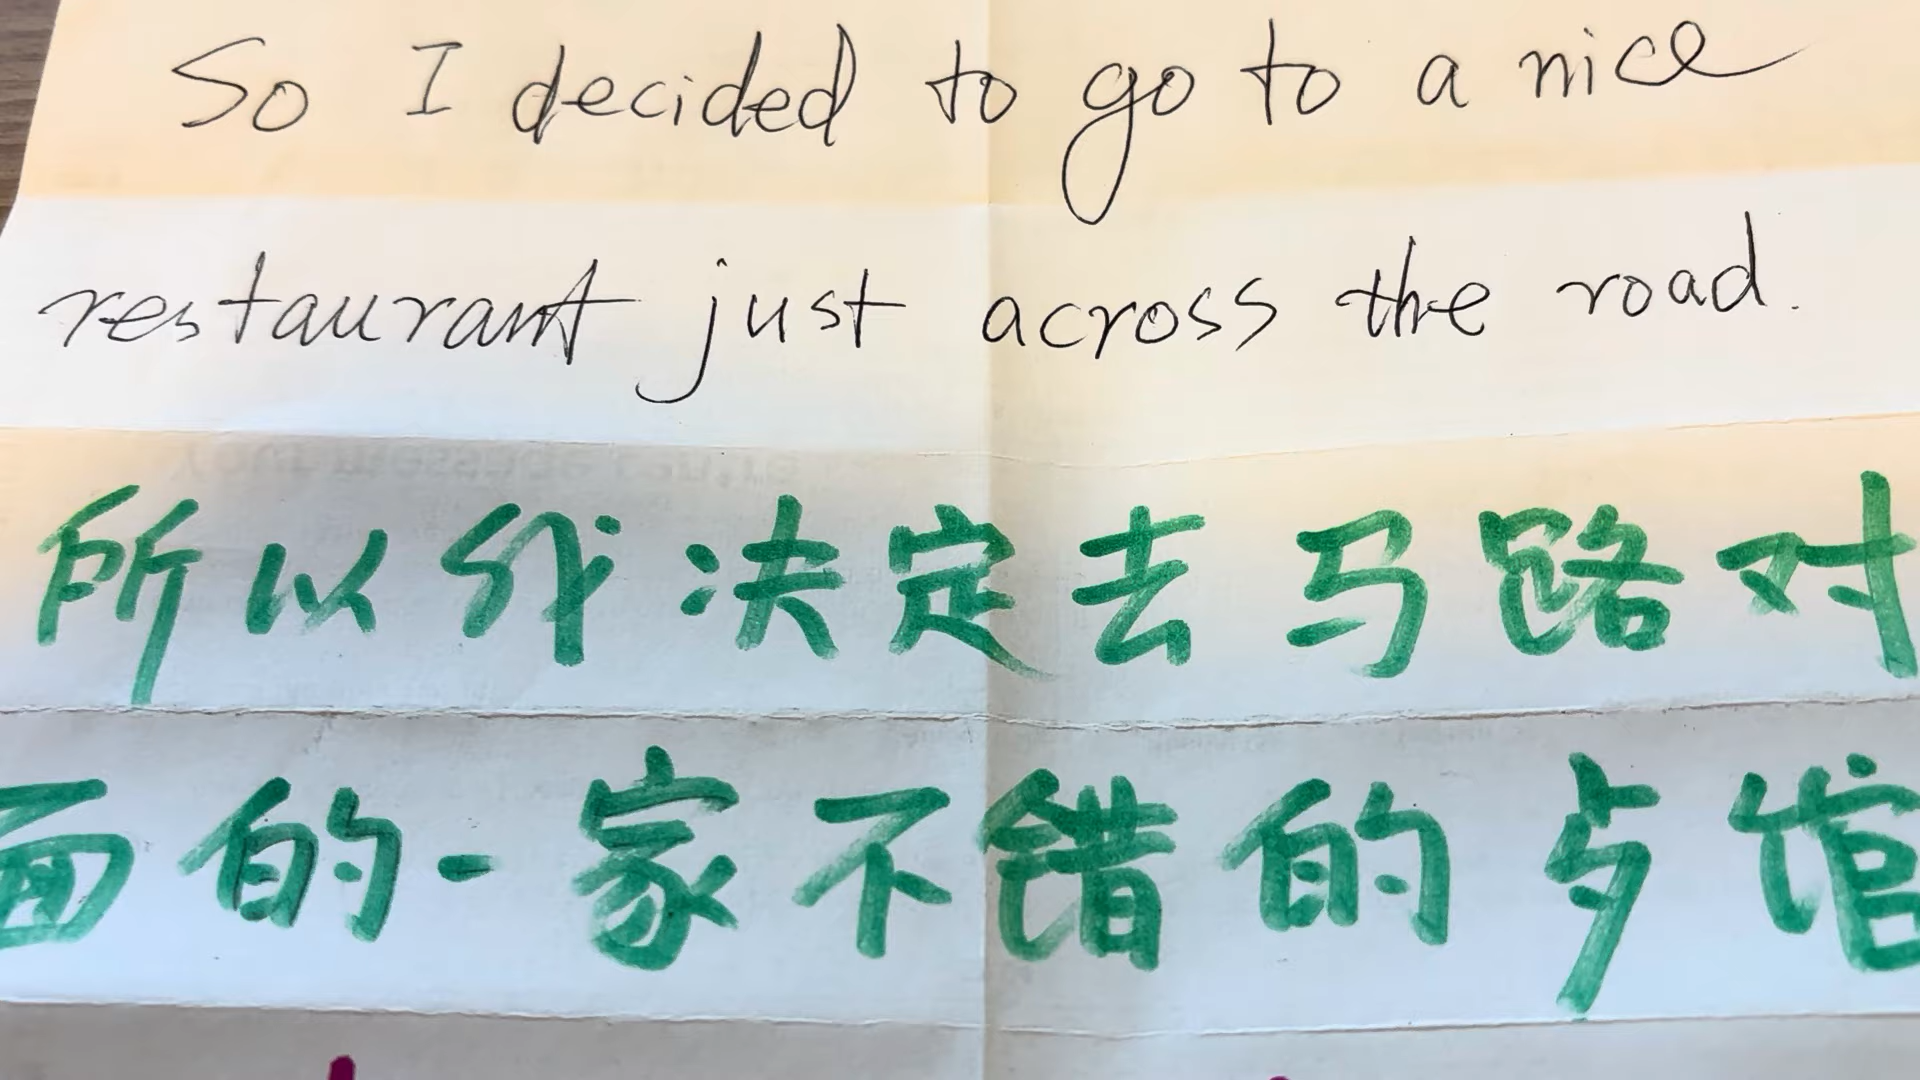 So I decided to go to a nice
restaurant just across the road.
所以我决定去马路对
面的一家不错的歺馆